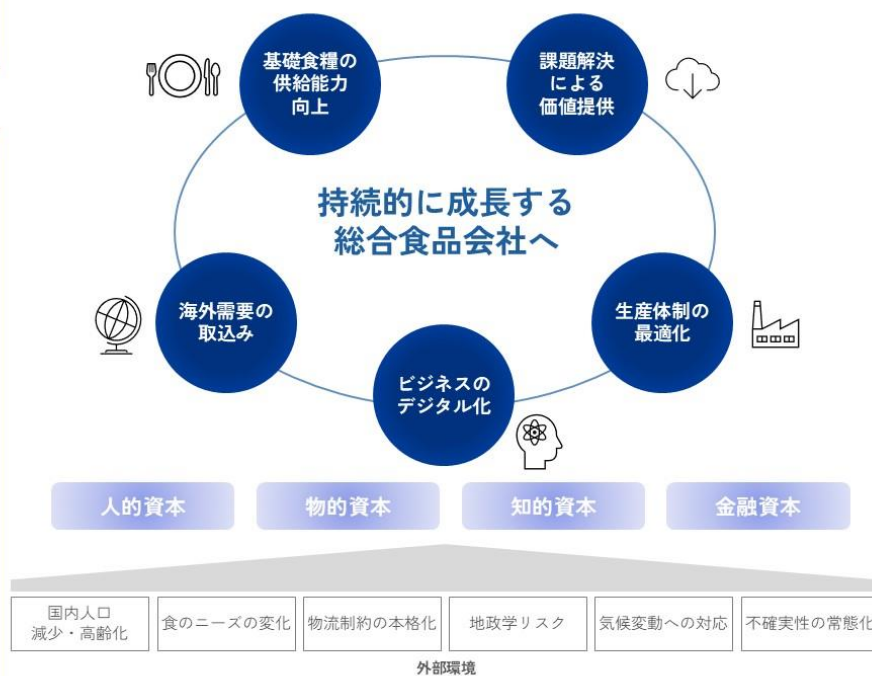 基礎食糧の
供給能力
向上
課題解決
による
価値提供
持続的に成長する
総合食品会社へ
海外需要の
取込み
生産体制の
最適化
ビジネスの
デジタル化
人的資本
物的資本
知的資本
金融資本
国内人口
減少・高齢化
食のニーズの変化
物流制約の本格化
地政学リスク
気候変動への対応
不確実性の常態化
外部環境